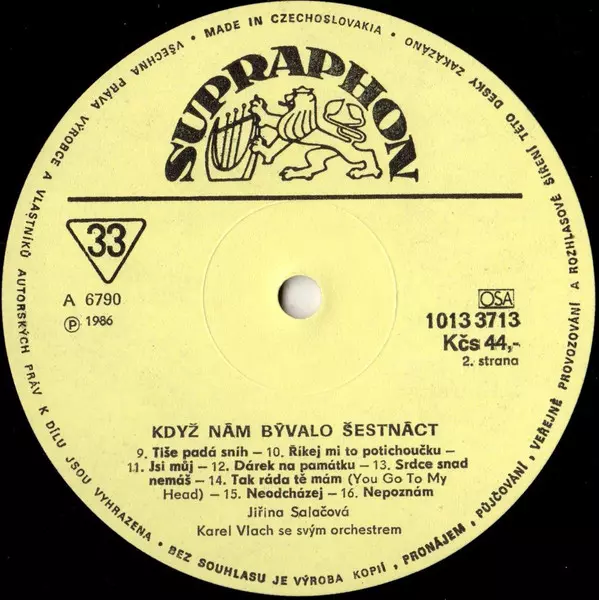 MADE IN CZECHOSLOVAKIA • VŠECHNA PRÁVA VÝROBCE A VLASTNÍKŮ AUTORSKÝCH PRÁV K DÍLU JSOU VYHRAZENA • BEZ SOUHLASU JE VÝROBA KOPIÍ, PRONÁJEM, PŮJČOVÁNÍ, VEŘEJNÉ PROVOZOVÁNÍ A ROZHLASOVÉ ŠÍŘENÍ TÉTO DESKY ZAKÁZÁNO •
SUPRAPHON
33
A 6790
Ⓟ 1986
OSA
1013 3713
Kčs 44,-
2. strana
KDYŽ NÁM BÝVALO ŠESTNÁCT
9. Tiše padá sníh – 10. Říkej mi to potichoučku –
11. Jsi můj – 12. Dárek na památku – 13. Srdce snad
nemáš – 14. Tak ráda tě mám (You Go To My
Head) – 15. Neodcházej – 16. Nepoznám
Jiřina Salačová
Karel Vlach se svým orchestrem